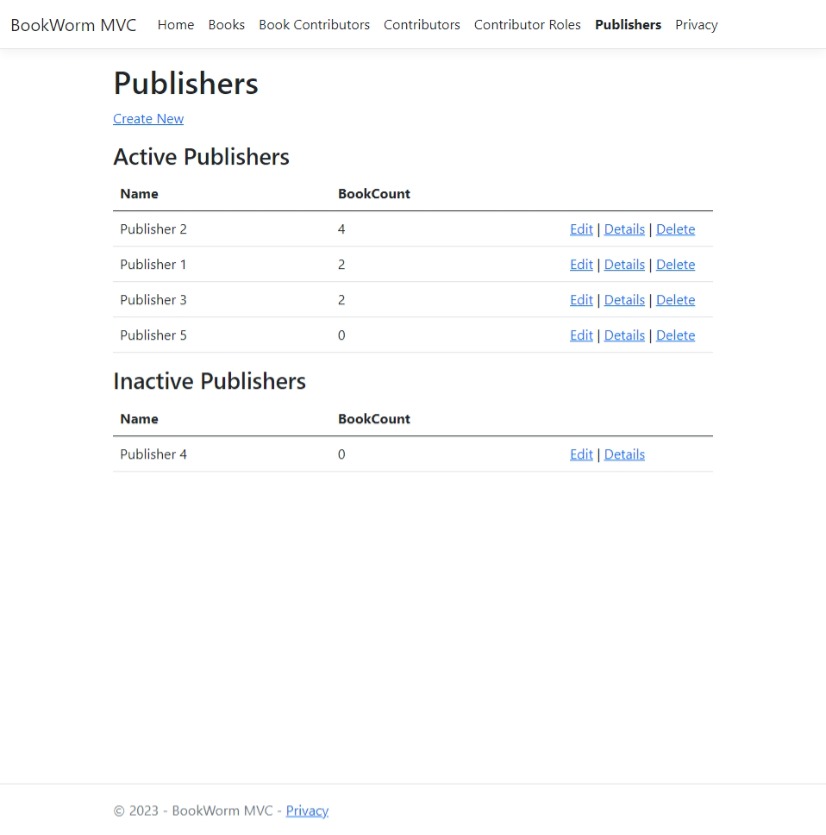 BookWorm MVC Home Books Book Contributors Contributors Contributor Roles Publishers Privacy
Publishers
Create New
Active Publishers
Name BookCount
Publisher 2 4 Edit | Details | Delete
Publisher 1 2 Edit | Details | Delete
Publisher 3 2 Edit | Details | Delete
Publisher 5 0 Edit | Details | Delete
Inactive Publishers
Name BookCount
Publisher 4 0 Edit | Details
© 2023 - BookWorm MVC - Privacy